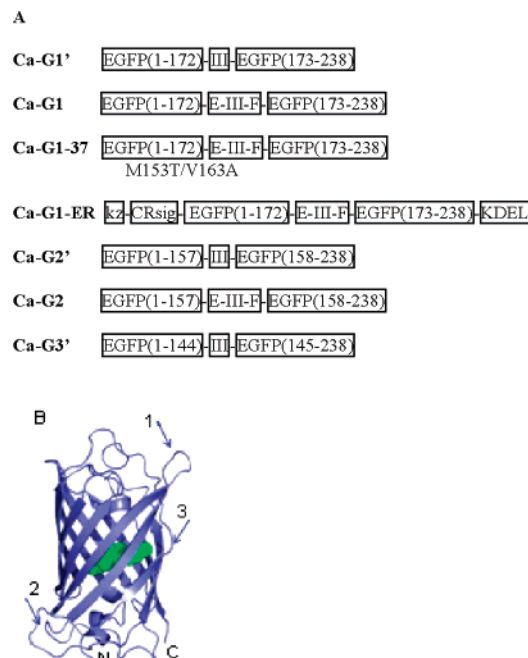 A
Ca-G1' EGFP(1-172)-III-EGFP(173-238)
Ca-G1 EGFP(1-172)-E-III-F-EGFP(173-238)
Ca-G1-37 EGFP(1-172)-E-III-F-EGFP(173-238)
M153T/V163A
Ca-G1-ER kz-CRsig-EGFP(1-172)-E-III-F-EGFP(173-238)-KDEL
Ca-G2' EGFP(1-157)-III-EGFP(158-238)
Ca-G2 EGFP(1-157)-E-III-F-EGFP(158-238)
Ca-G3' EGFP(1-144)-III-EGFP(145-238)
B
1
3
2
N
C